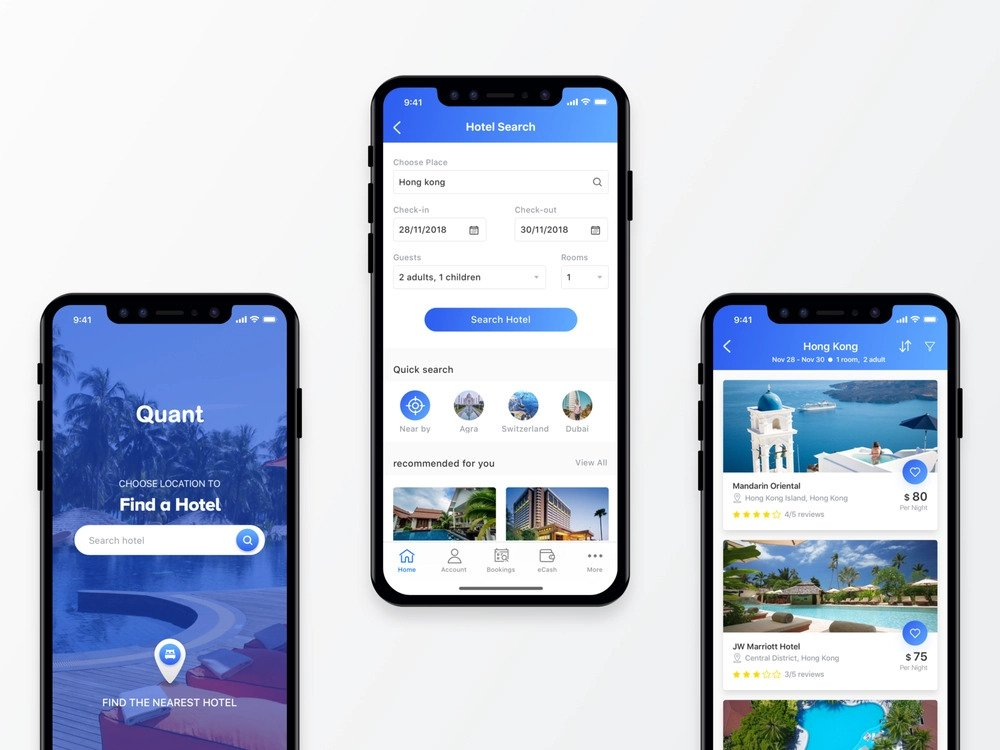 9:41
Quant
CHOOSE LOCATION TO
Find a Hotel
Search hotel
FIND THE NEAREST HOTEL
9:41
Hotel Search
Choose Place
Hong kong
Check-in
Check-out
28/11/2018
30/11/2018
Guests
Rooms
2 adults, 1 children
1
Search Hotel
Quick search
Near by
Agra
Switzerland
Dubai
recommended for you
View All
Home
Account
Bookings
eCash
More
9:41
Hong Kong
Nov 28 - Nov 30 ● 1 room, 2 adult
Mandarin Oriental
Hong Kong Island, Hong Kong
4/5 reviews
$ 80
Per Night
JW Marriott Hotel
Central District, Hong Kong
3/5 reviews
$ 75
Per Night